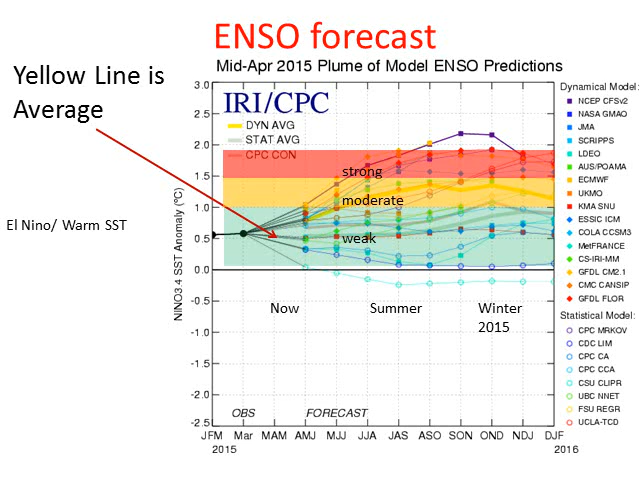 ENSO forecast
Yellow Line is
Average
El Nino/ Warm SST
Mid-Apr 2015 Plume of Model ENSO Predictions
IRI/CPC
DYN AVG
STAT AVG
CPC CON
strong
moderate
weak
Now
Summer
Winter
2015
OBS
FORECAST
NINO3.4 SST Anomaly (ºC)
3.0
2.5
2.0
1.5
1.0
0.5
0.0
-0.5
-1.0
-1.5
-2.0
-2.5
JFM
Mar
MAM
AMJ
MJJ
JJA
JAS
ASO
SON
OND
NDJ
DJF
2015
2016
Dynamical Model:
NCEP CFSv2
NASA GMAO
JMA
SCRIPPS
LDEO
AUS/POAMA
ECMWF
UKMO
KMA SNU
ESSIC ICM
COLA CCSM3
MetFRANCE
CS-IRI-MM
GFDL CM2.1
CMC CANSIP
GFDL FLOR
Statistical Model:
CPC MRKOV
CDC LIM
CPC CA
CPC CCA
CSU CLIPR
UBC NNET
FSU REGR
UCLA-TCD